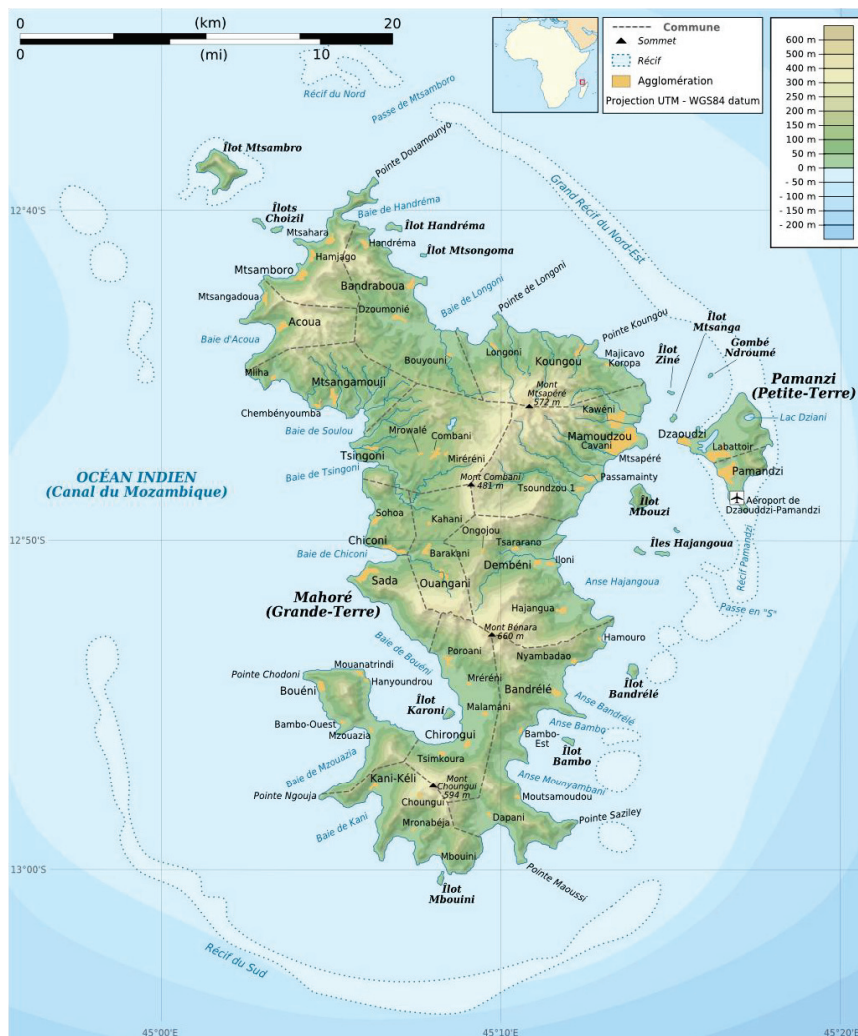 0
(km)
20
0
(mi)
10
Commune
Sommet
Récif
Agglomération
Projection UTM - WGS84 datum
600 m
500 m
400 m
300 m
250 m
200 m
150 m
100 m
50 m
0 m
- 50 m
- 100 m
- 150 m
- 200 m
Récif du Nord
Passe de Mtsamboro
Îlot Mtsambro
Pointe Douamounyo
Grand Récif du Nord-Est
12°40'S
Îlots
Choizil
Baie de Handréma
Mtsahara
Îlot Handréma
Handréma
Îlot Mtsongoma
Hamjago
Mtsamboro
Bandraboua
Pointe de Longoni
Baie de Longoni
Mtsangadoua
Dzoumonié
Acoua
Baie d'Acoua
Pointe Koungou
Îlot
Mtsanga
Gombé
Ndroumé
Îlot
Ziné
Longoni
Koungou
Majicavo
Koropa
Bouyouni
Mliha
Mtsangamouji
Mont
Mtsapéré
572 m
Pamanzi
(Petite-Terre)
Chembényoumba
Kawéni
Lac Dziani
Baie de Soulou
Mrowalé
Combani
Mamoudzou
Cavani
Dzaoudzi
Labattoir
Tsingoni
Miréréni
Mtsapéré
Pamandzi
Baie de Tsingoni
OCÉAN INDIEN
(Canal du Mozambique)
Mont Combani
481 m
Tsoundzou 1
Passamainty
Îlot
Mbouzi
Aéroport de
Dzaouddzi-Pamandzi
Sohoa
Kahani
Ongojou
Tsararano
12°50'S
Chiconi
Îles Hajangoua
Baie de Chiconi
Barakani
Dembéni
Iloni
Récif Pamandzi
Sada
Ouangani
Anse Hajangoua
Mahoré
(Grande-Terre)
Hajangua
Passe en "S"
Mont Bénara
660 m
Hamouro
Baie de Bouéni
Poroani
Nyambadao
Mouanatrindi
Pointe Chodoni
Hanyoundrou
Mréréni
Îlot
Bandrélé
Bouéni
Bandrélé
Îlot
Karoni
Malamani
Anse Bandrélé
Bambo-Ouest
Anse Bambo
Mzouazia
Chirongui
Bambo-
Est
Îlot
Bambo
Tsimkoura
Baie de Mzouazia
Kani-Kéli
Mont
Choungui
594 m
Anse Mounyambani
Pointe Ngouja
Choungui
Moutsamoudou
Baie de Kani
Mronabéja
Dapani
Pointe Saziley
Mbouini
13°00'S
Îlot
Mbouini
Pointe Maoussi
Récif du Sud
45°00'E
45°10'E
45°20'E